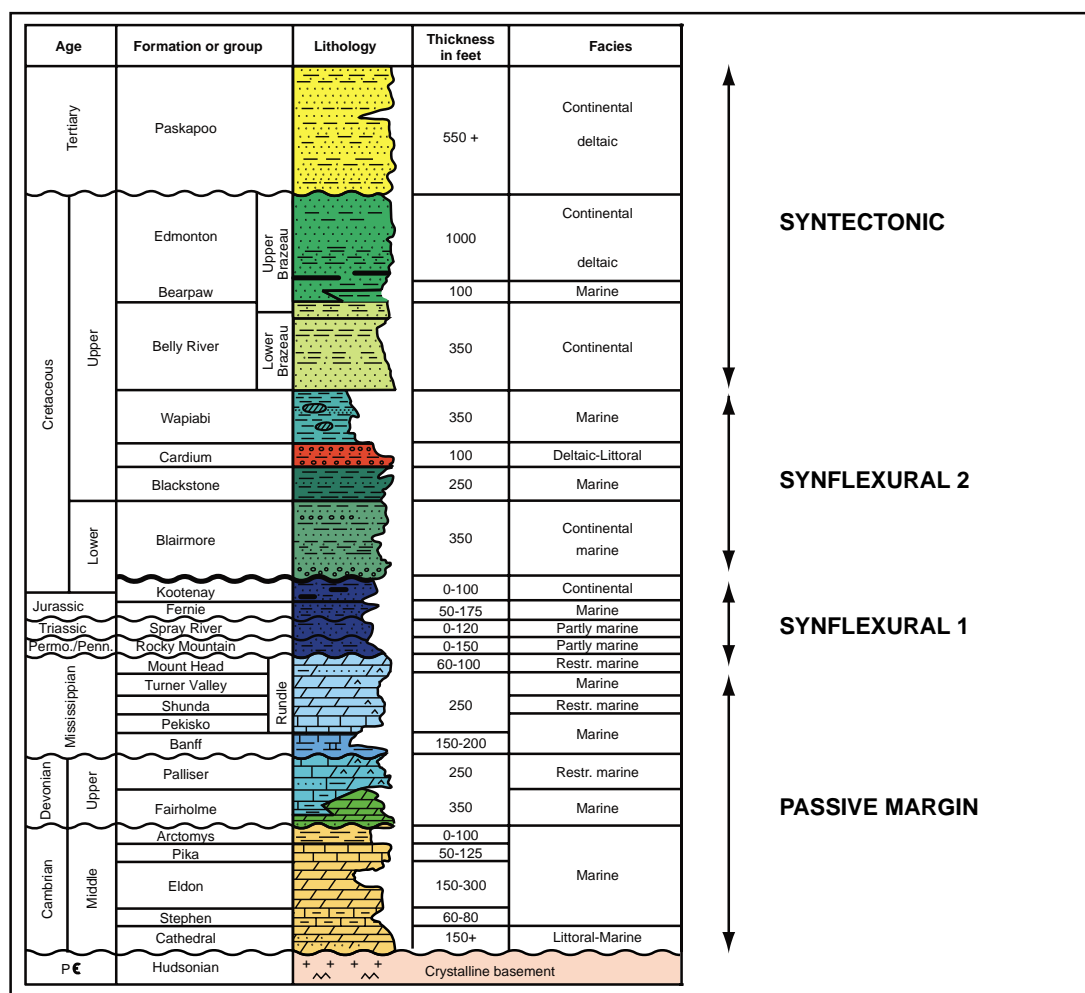 Age Formation or group Lithology Thickness in feet Facies
Tertiary Paskapoo 550 + Continental deltaic
Cretaceous Upper Edmonton Upper Brazeau 1000 Continental deltaic
Bearpaw 100 Marine
Belly River Lower Brazeau 350 Continental
SYNTECTONIC
Wapiabi 350 Marine
Cardium 100 Deltaic-Littoral
Blackstone 250 Marine
Lower Blairmore 350 Continental marine
SYNFLEXURAL 2
Kootenay 0-100 Continental
Jurassic Fernie 50-175 Marine
Triassic Spray River 0-120 Partly marine
Permo./Penn. Rocky Mountain 0-150 Partly marine
SYNFLEXURAL 1
Mississippian Mount Head Rundle 60-100 Restr. marine
Turner Valley 250 Marine
Shunda Restr. marine
Pekisko Marine
Banff 150-200
Devonian Upper Palliser 250 Restr. marine
Fairholme 350 Marine
PASSIVE MARGIN
Cambrian Middle Arctomys 0-100 Marine
Pika 50-125
Eldon 150-300
Stephen 60-80
Cathedral 150+ Littoral-Marine
P€ Hudsonian Crystalline basement